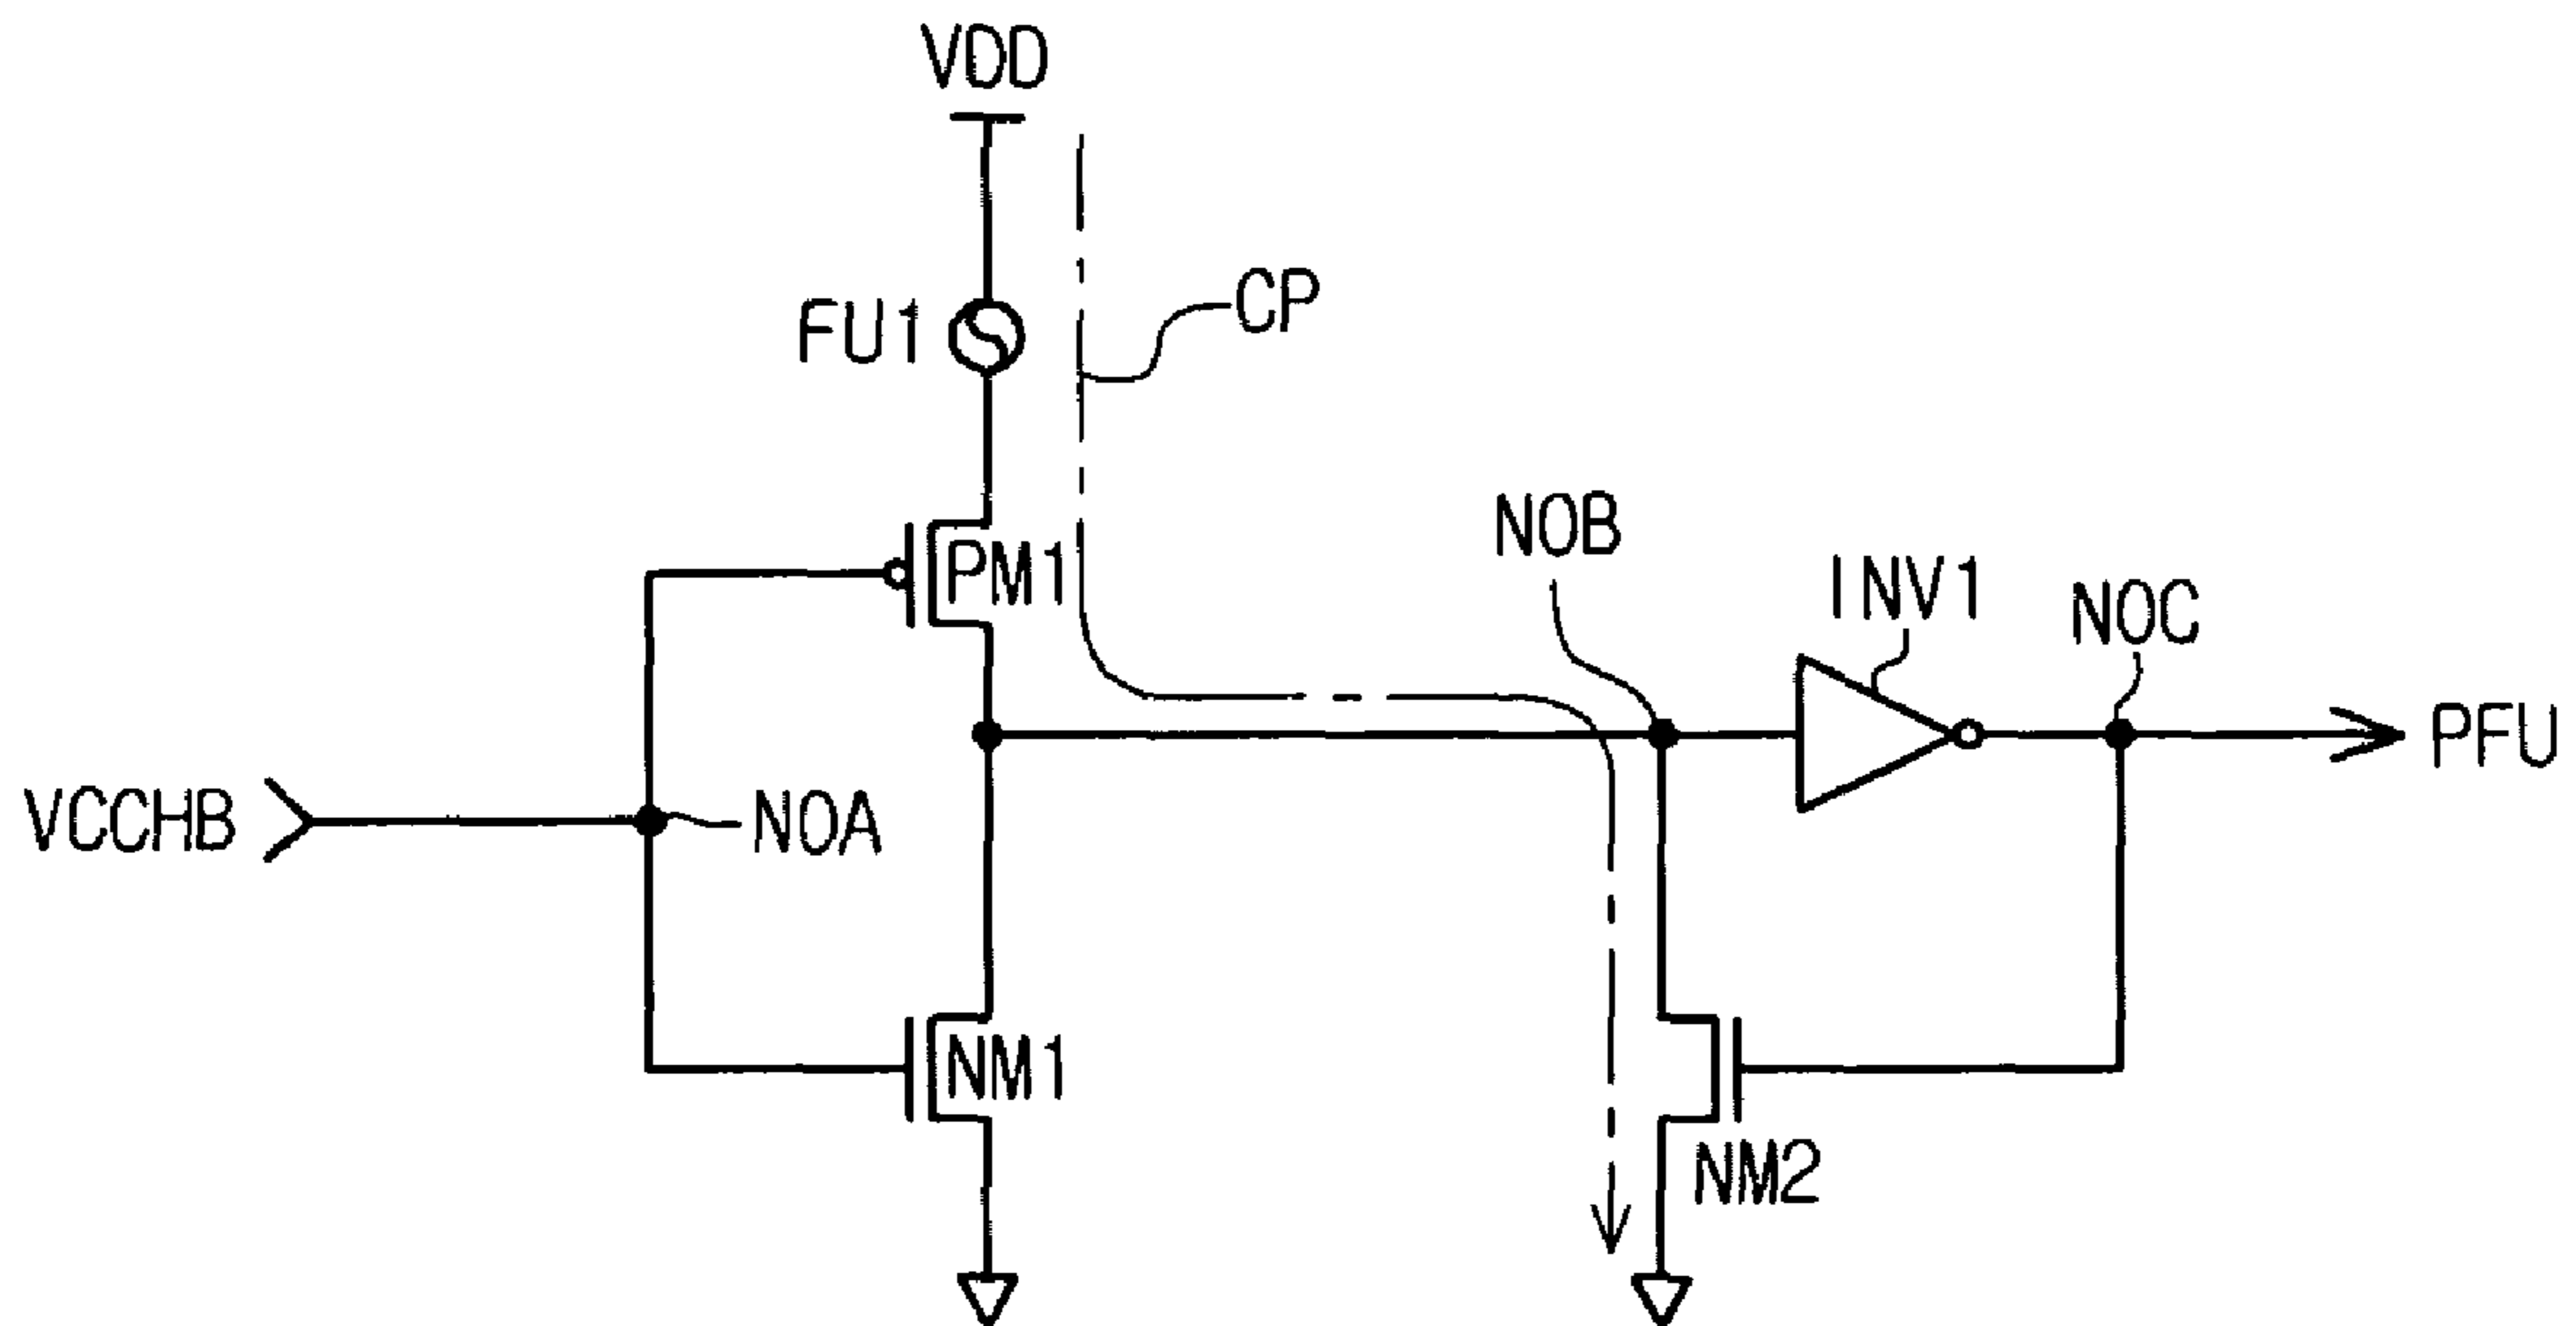 VDD
FU1
CP
PM1
NOB
INV1
NOC
PFU
VCCHB
NOA
NM1
NM2